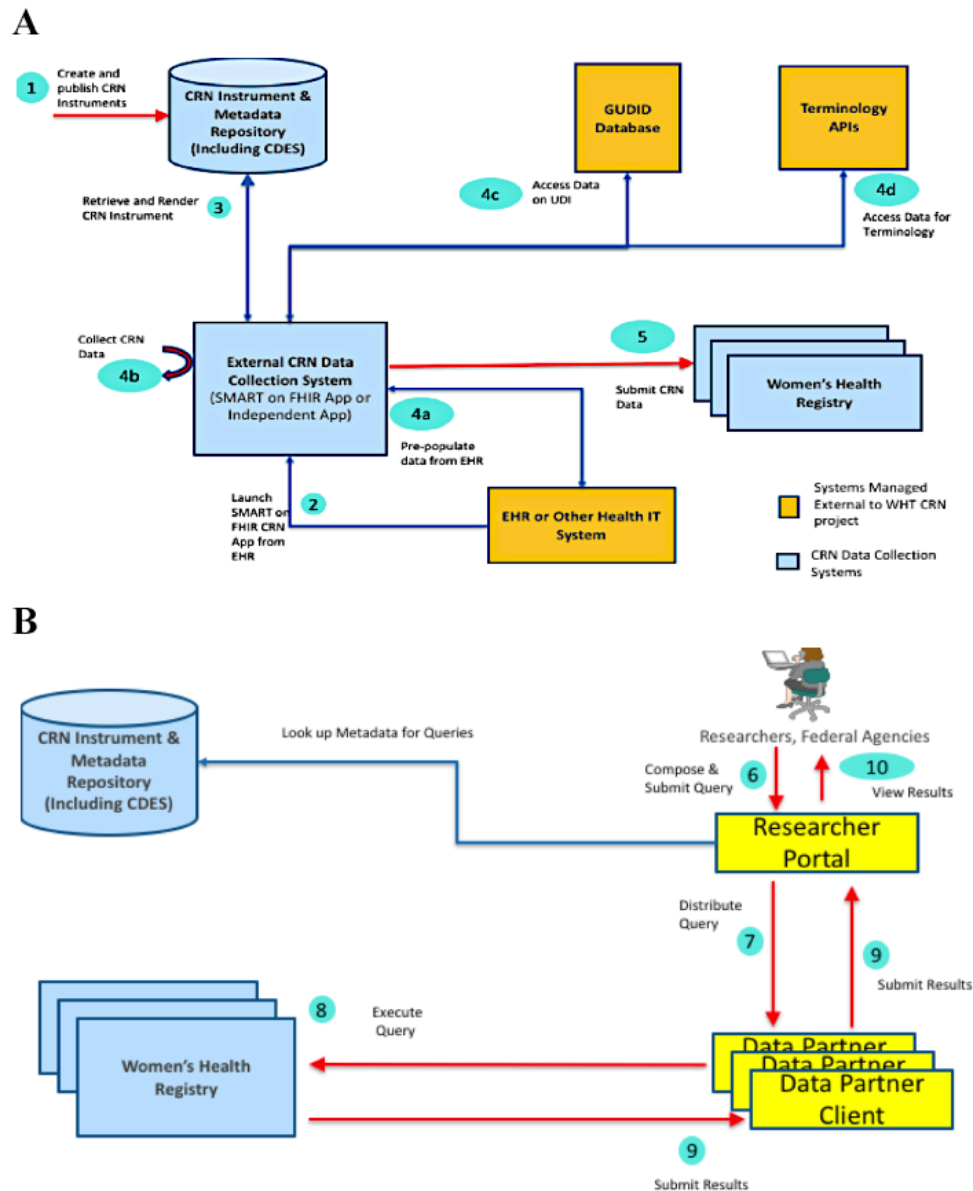 A
1
Create and
publish CRN
Instruments
CRN Instrument &
Metadata
Repository
(Including CDES)
GUDID
Database
Terminology
APIs
4c
Access Data
on UDI
4d
Access Data for
Terminology
Retrieve and Render
CRN Instrument
3
Collect CRN
Data
4b
External CRN Data
Collection System
(SMART on FHIR App or
Independent App)
5
Submit CRN
Data
Women's Health
Registry
4a
Pre-populate
data from EHR
Launch
SMART on
FHIR CRN
App from
EHR
2
EHR or Other Health IT
System
Systems Managed
External to WHT CRN
project
CRN Data Collection
Systems
B
CRN Instrument &
Metadata
Repository
(Including CDES)
Look up Metadata for Queries
Researchers, Federal Agencies
Compose &
Submit Query
6
10
View Results
Researcher
Portal
Distribute
Query
7
9
Submit Results
8
Execute
Query
Women's Health
Registry
Data Partner
Data Partner
Data Partner
Client
9
Submit Results